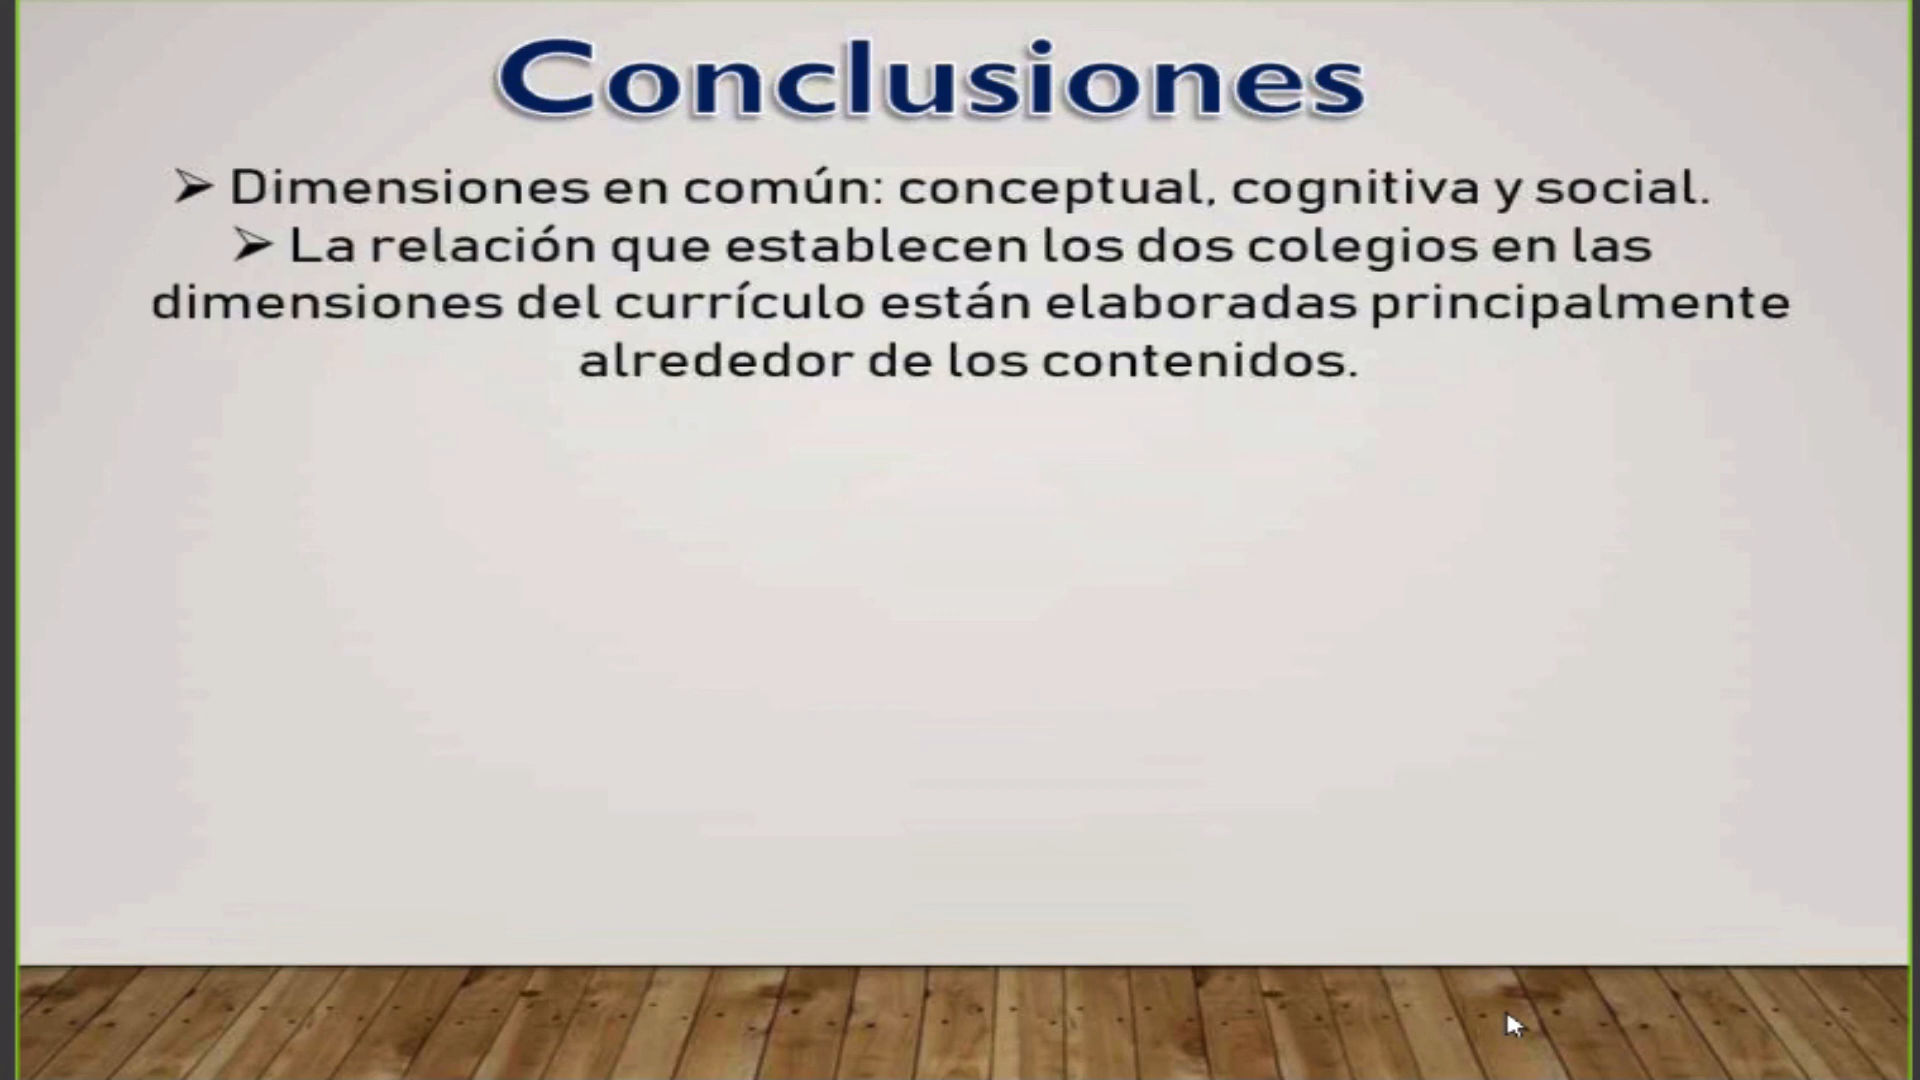 Conclusiones
➢ Dimensiones en común: conceptual, cognitiva y social.
➢ La relación que establecen los dos colegios en las
dimensiones del currículo están elaboradas principalmente
alrededor de los contenidos.